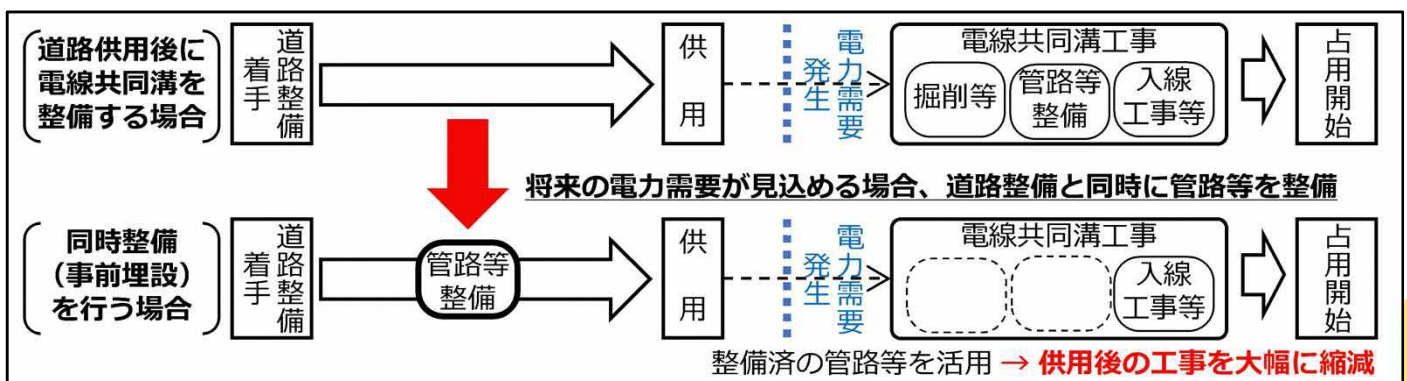 道路供用後に
電線共同溝を
整備する場合
道路整備
着手
供用
電力需要
発生
電線共同溝工事
掘削等
管路等
整備
入線
工事等
占用開始
将来の電力需要が見込める場合、道路整備と同時に管路等を整備
同時整備
（事前埋設）
を行う場合
道路整備
着手
管路等
整備
供用
電力需要
発生
電線共同溝工事
入線
工事等
占用開始
整備済の管路等を活用 → 供用後の工事を大幅に縮減